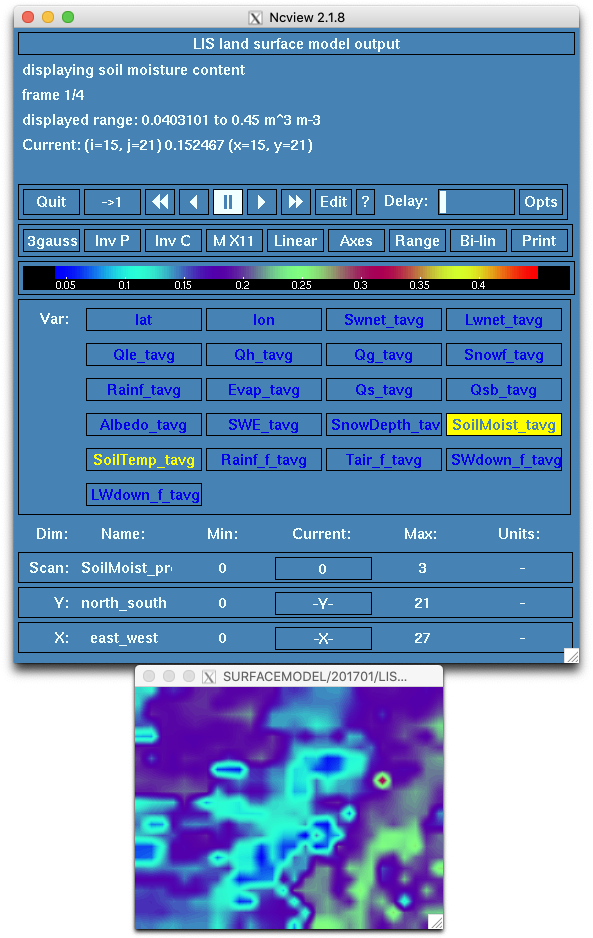 Ncview 2.1.8
LIS land surface model output
displaying soil moisture content
frame 1/4
displayed range: 0.0403101 to 0.45 m^3 m-3
Current: (i=15, j=21) 0.152467 (x=15, y=21)
Quit ->1 Edit ? Delay: Opts
3gauss Inv P Inv C M X11 Linear Axes Range Bi-lin Print
0.05 0.1 0.15 0.2 0.25 0.3 0.35 0.4
Var: lat lon Swnet_tavg Lwnet_tavg
Qle_tavg Qh_tavg Qg_tavg Snowf_tavg
Rainf_tavg Evap_tavg Qs_tavg Qsb_tavg
Albedo_tavg SWE_tavg SnowDepth_tav SoilMoist_tavg
SoilTemp_tavg Rainf_f_tavg Tair_f_tavg SWdown_f_tavg
LWdown_f_tavg
Dim: Name: Min: Current: Max: Units:
Scan: SoilMoist_pr 0 0 3 -
Y: north_south 0 -Y- 21 -
X: east_west 0 -X- 27 -
SURFACEMODEL/201701/LIS...